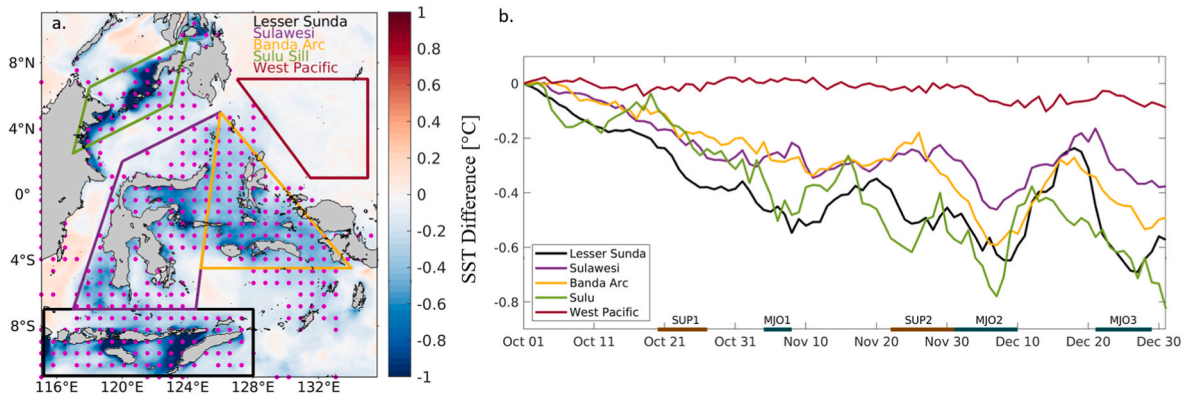 a.
Lesser Sunda
Sulawesi
Banda Arc
Sulu Sill
West Pacific
8°N
4°N
0°
4°S
8°S
116°E 120°E 124°E 128°E 132°E
1
0.8
0.6
0.4
0.2
0
-0.2
-0.4
-0.6
-0.8
-1
b.
SST Difference [°C]
0
-0.2
-0.4
-0.6
-0.8
Lesser Sunda
Sulawesi
Banda Arc
Sulu
West Pacific
SUP1 MJO1 SUP2 MJO2 MJO3
Oct 01 Oct 11 Oct 21 Oct 31 Nov 10 Nov 20 Nov 30 Dec 10 Dec 20 Dec 30